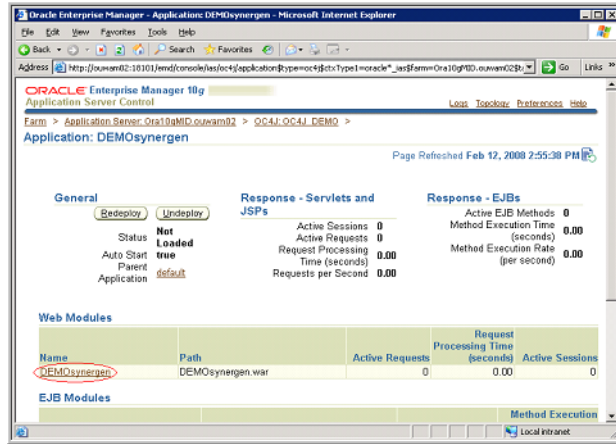 Oracle Enterprise Manager - Application: DEMOsynergen - Microsoft Internet Explorer
File Edit View Favorites Tools Help
Back Search Favorites
Address http://ouwarn02:18101/emd/console/ias/oc4j/application$type=oc4j$ctxType1=oracle*_ias$farm=Ora10gMID.ouwarn02$ty Go Links »
ORACLE Enterprise Manager 10g
Application Server Control
Logs Topology Preferences Help
Farm > Application Server: Ora10gMID.ouwarn02 > OC4J: OC4J_DEMO >
Application: DEMOsynergen
Page Refreshed Feb 12, 2008 2:55:38 PM
General
Redeploy Undeploy
Status Not Loaded
Auto Start true
Parent Application default
Response - Servlets and JSPs
Active Sessions 0
Active Requests 0
Request Processing Time (seconds) 0.00
Requests per Second 0.00
Response - EJBs
Active EJB Methods 0
Method Execution Time (seconds) 0.00
Method Execution Rate (per second) 0.00
Web Modules
Name Path Active Requests Request Processing Time (seconds) Active Sessions
DEMOsynergen DEMOsynergen.war 0 0.00 0
EJB Modules
Method Execution
Local intranet